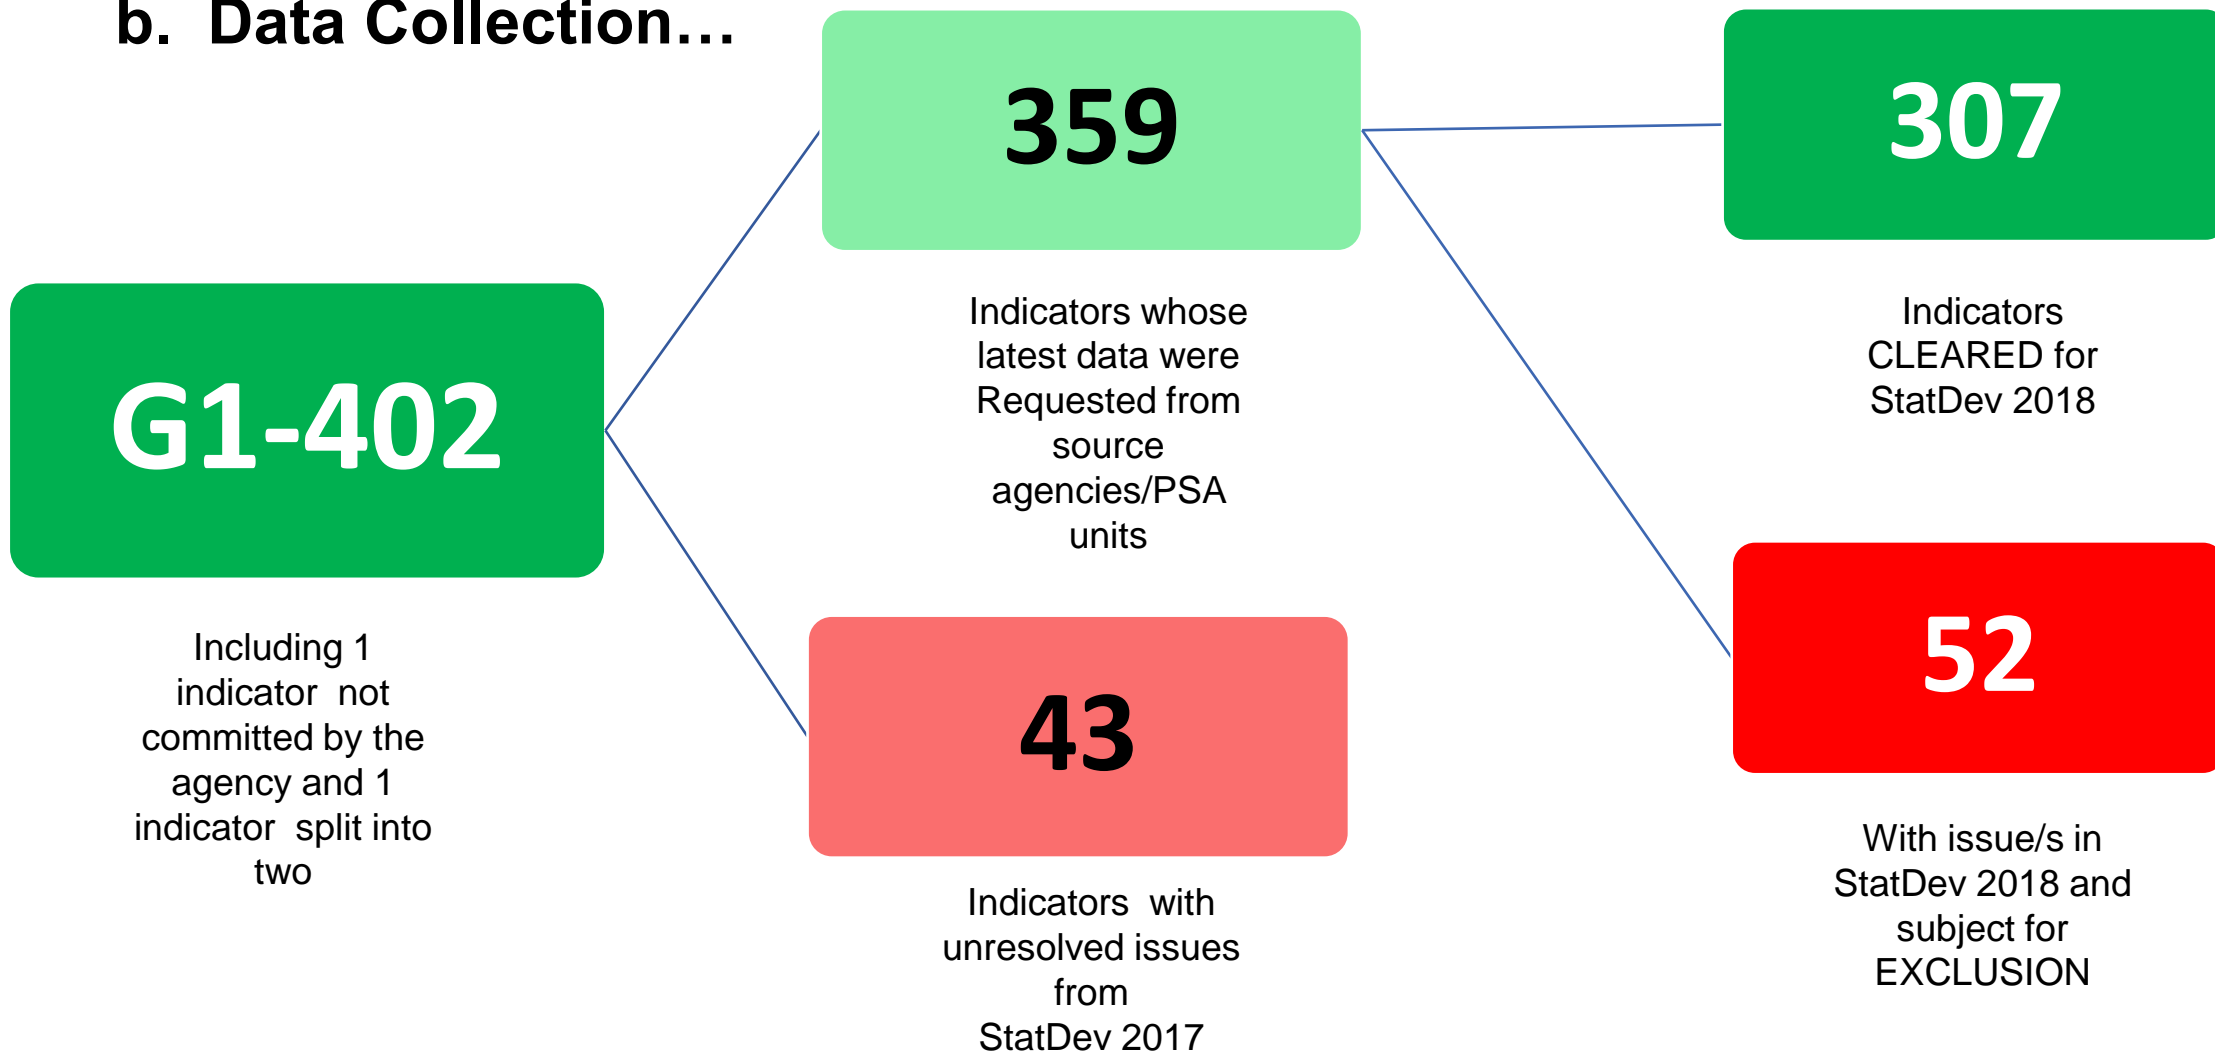 b. Data Collection...
359
307
Indicators whose
latest data were
Requested from
source
agencies/PSA
units
Indicators
CLEARED for
StatDev 2018
G1-402
Including 1
indicator not
committed by the
agency and 1
indicator split into
two
43
52
Indicators with
unresolved issues
from
StatDev 2017
With issue/s in
StatDev 2018 and
subject for
EXCLUSION